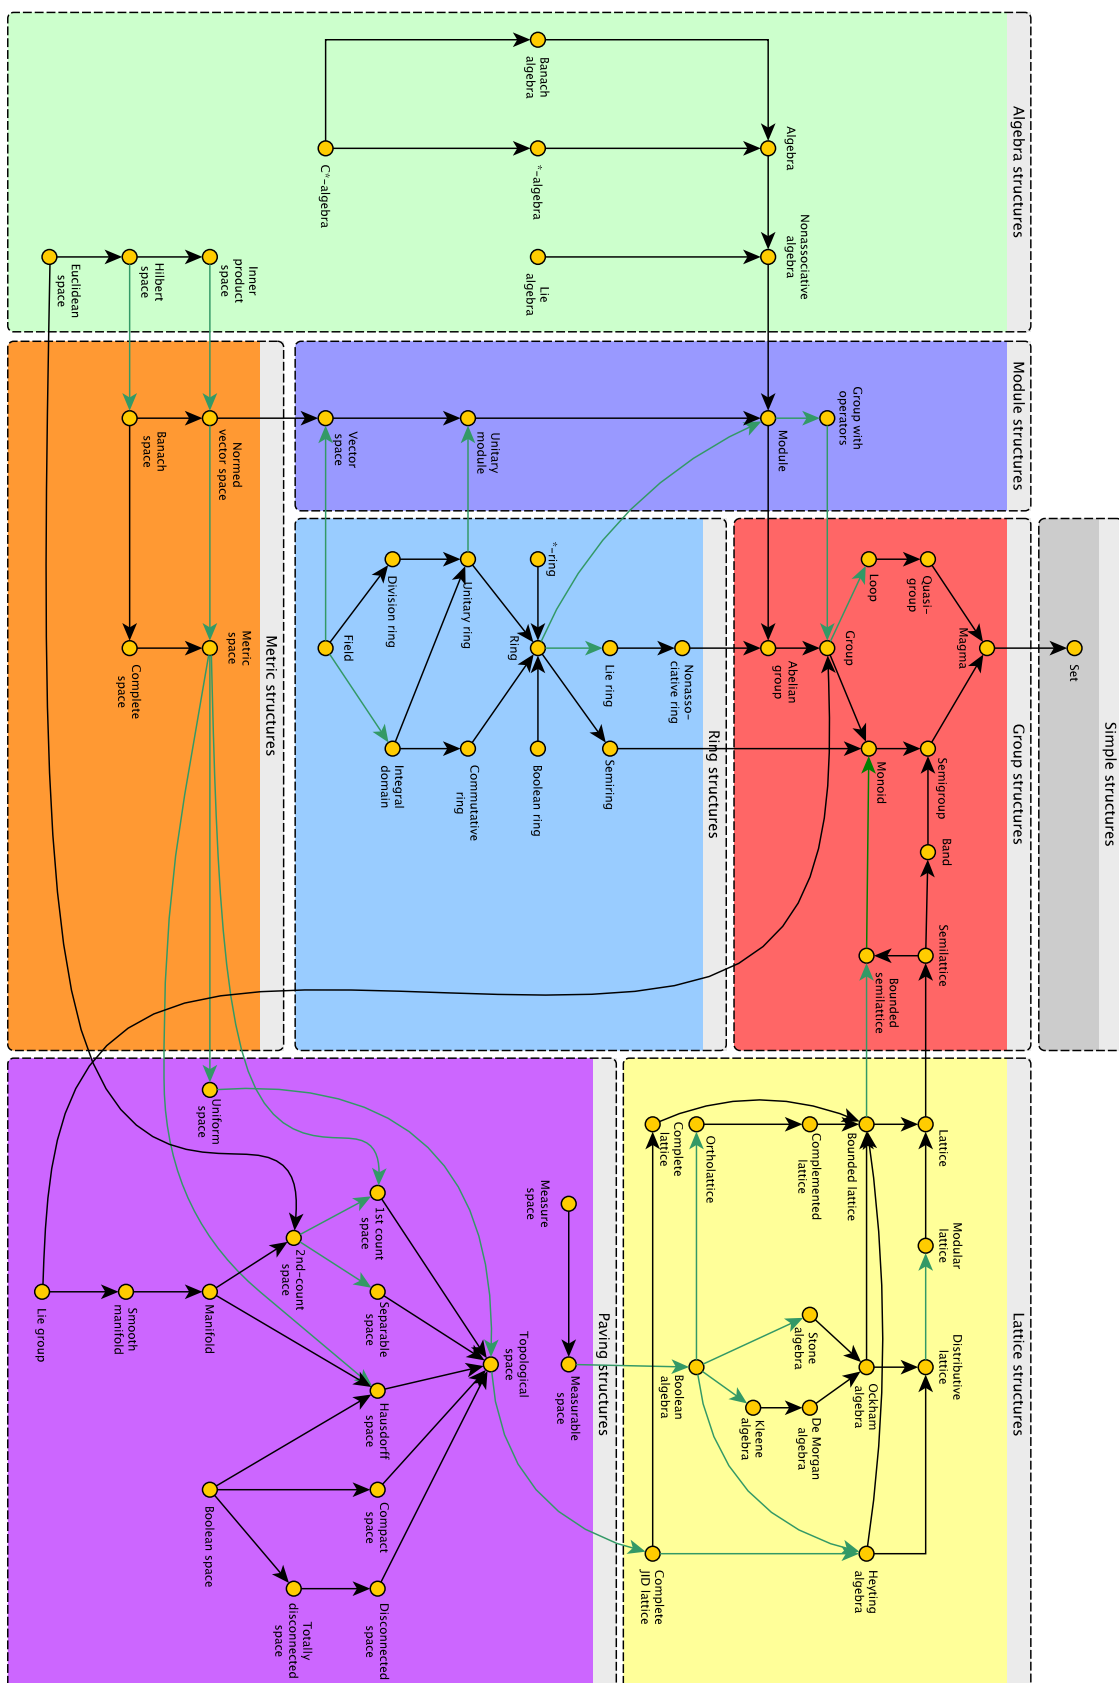 Simple structures
Set
Group structures
Magma
Quasi-
group
Loop
Group
Abelian
group
Semigroup
Monoid
Band
Semilattice
Bounded
semilattice
Module structures
Group with
operators
Module
Unitary
module
Vector
space
Algebra structures
Algebra
Nonassociative
algebra
Banach
algebra
*-algebra
Lie
algebra
C*-algebra
Inner
product
space
Hilbert
space
Euclidean
space
Ring structures
Nonasso-
ciative ring
Lie ring
Semiring
*-ring
Ring
Boolean ring
Unitary ring
Commutative
ring
Division ring
Integral
domain
Field
Metric structures
Metric
space
Normed
vector space
Banach
space
Complete
space
Lattice structures
Lattice
Modular
lattice
Distributive
lattice
Bounded lattice
Ockham
algebra
Heyting
algebra
Complemented
lattice
Stone
algebra
De Morgan
algebra
Kleene
algebra
Ortholattice
Boolean
algebra
Complete
lattice
Complete
JID lattice
Paving structures
Measure
space
Measurable
space
Topological
space
1st count
space
Separable
space
Hausdorff
space
Compact
space
Disconnected
space
2nd-count
space
Totally
disconnected
space
Uniform
space
Manifold
Boolean space
Smooth
manifold
Lie group